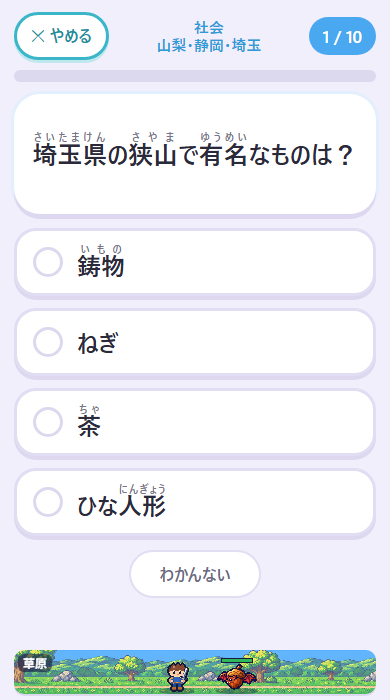 × やめる
社会
山梨・静岡・埼玉
1 / 10
さいたまけん さやま ゆうめい
埼玉県の狭山で有名なものは？
いもの
鋳物
ねぎ
ちゃ
茶
にんぎょう
ひな人形
わかんない
草原